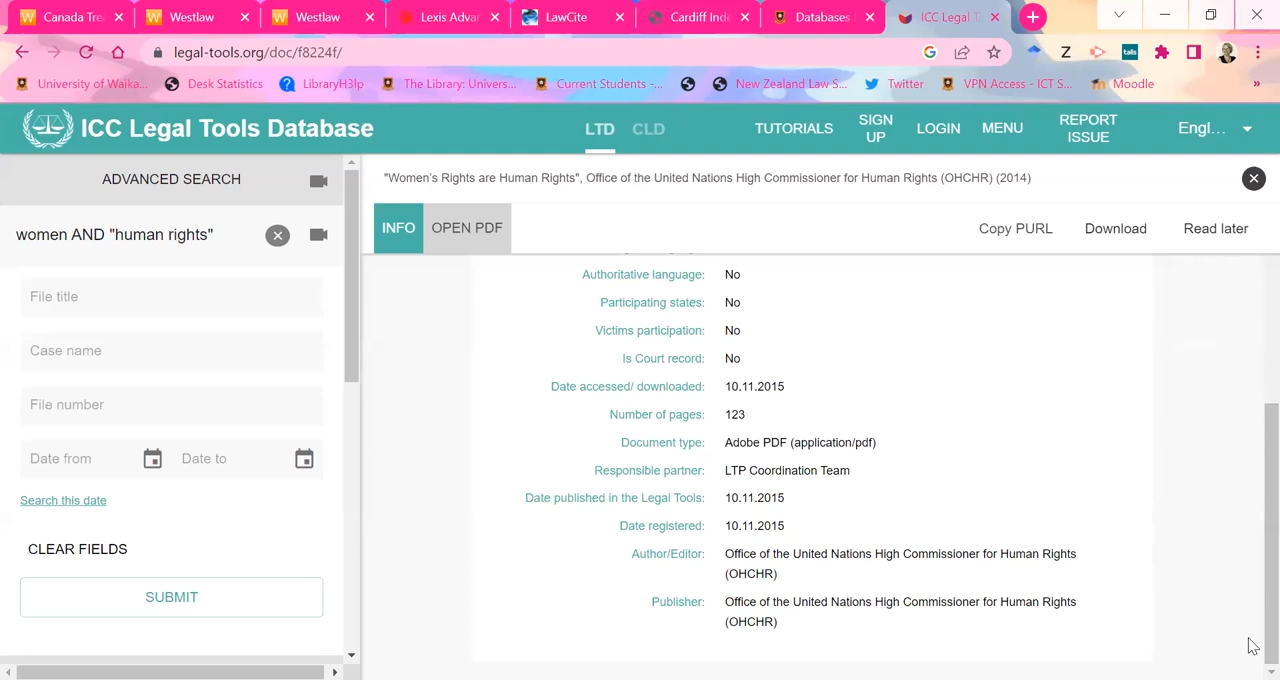 Canada Tre
Westlaw
Westlaw
Lexis Advar
LawCite
Cardiff Inde
Databases
ICC Legal T
legal-tools.org/doc/f8224f/
University of Waika...
Desk Statistics
LibraryH3lp
The Library: Univers...
Current Students -...
New Zealand Law S...
Twitter
VPN Access - ICT S...
Moodle
»
ICC Legal Tools Database
LTD
CLD
TUTORIALS
SIGN
UP
LOGIN
MENU
REPORT
ISSUE
Engl...
ADVANCED SEARCH
women AND "human rights"
File title
Case name
File number
Date from
Date to
Search this date
CLEAR FIELDS
SUBMIT
"Women's Rights are Human Rights", Office of the United Nations High Commissioner for Human Rights (OHCHR) (2014)
INFO
OPEN PDF
Copy PURL
Download
Read later
Authoritative language: No
Participating states: No
Victims participation: No
Is Court record: No
Date accessed/ downloaded: 10.11.2015
Number of pages: 123
Document type: Adobe PDF (application/pdf)
Responsible partner: LTP Coordination Team
Date published in the Legal Tools: 10.11.2015
Date registered: 10.11.2015
Author/Editor: Office of the United Nations High Commissioner for Human Rights
(OHCHR)
Publisher: Office of the United Nations High Commissioner for Human Rights
(OHCHR)